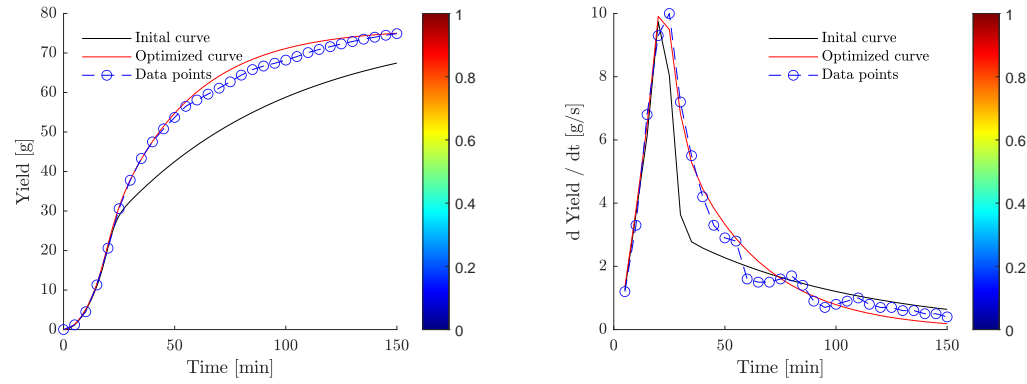 Yield [g]
80
70
60
50
40
30
20
10
0
0 50 100 150
Time [min]
Inital curve
Optimized curve
Data points
1
0.8
0.6
0.4
0.2
0
d Yield / dt [g/s]
10
8
6
4
2
0
0 50 100 150
Time [min]
Inital curve
Optimized curve
Data points
1
0.8
0.6
0.4
0.2
0